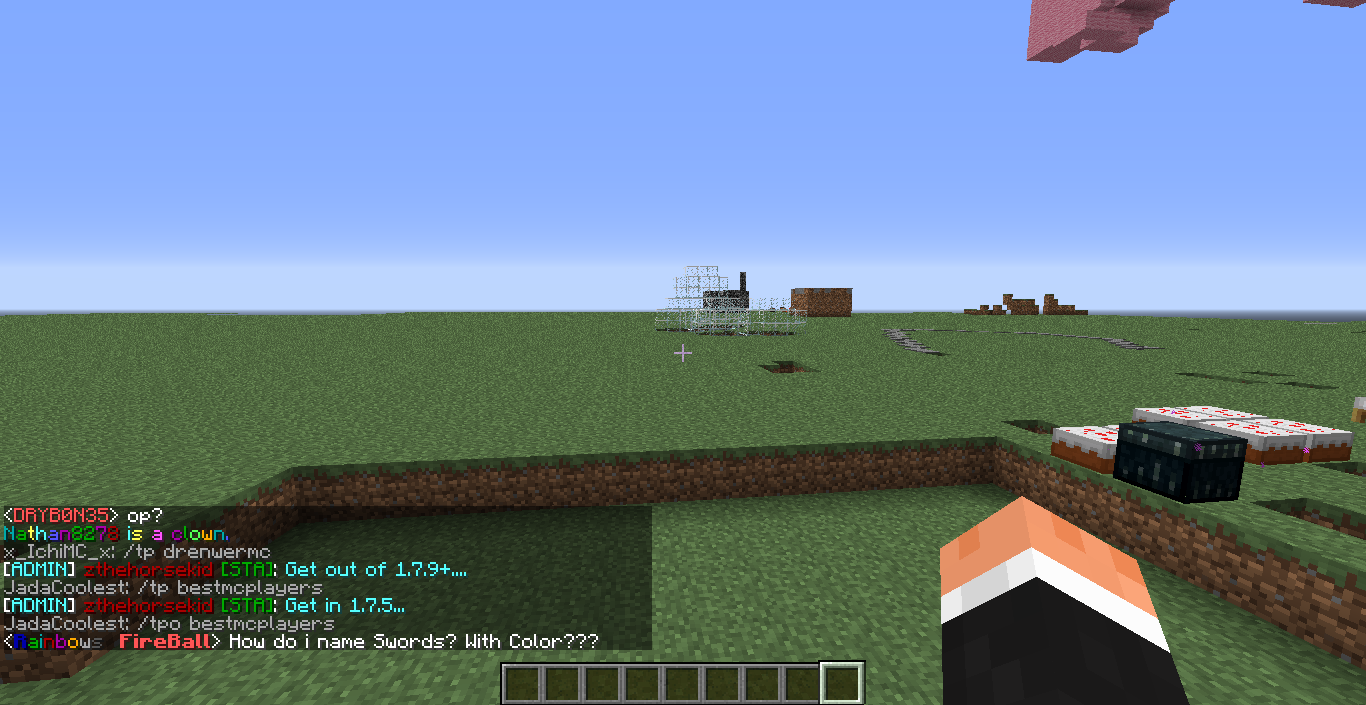 <DRYB0N35> op?
Nathan8278 is a clown.
x_IchiMC_x: /tp drenwermc
[ADMIN] zthehorsekid [STA]: Get out of 1.7.9+....
JadaCoolest: /tp bestmcplayers
[ADMIN] zthehorsekid [STA]: Get in 1.7.5...
JadaCoolest: /tpo bestmcplayers
<Rainbows FireBall> How do i name Swords? With Color???